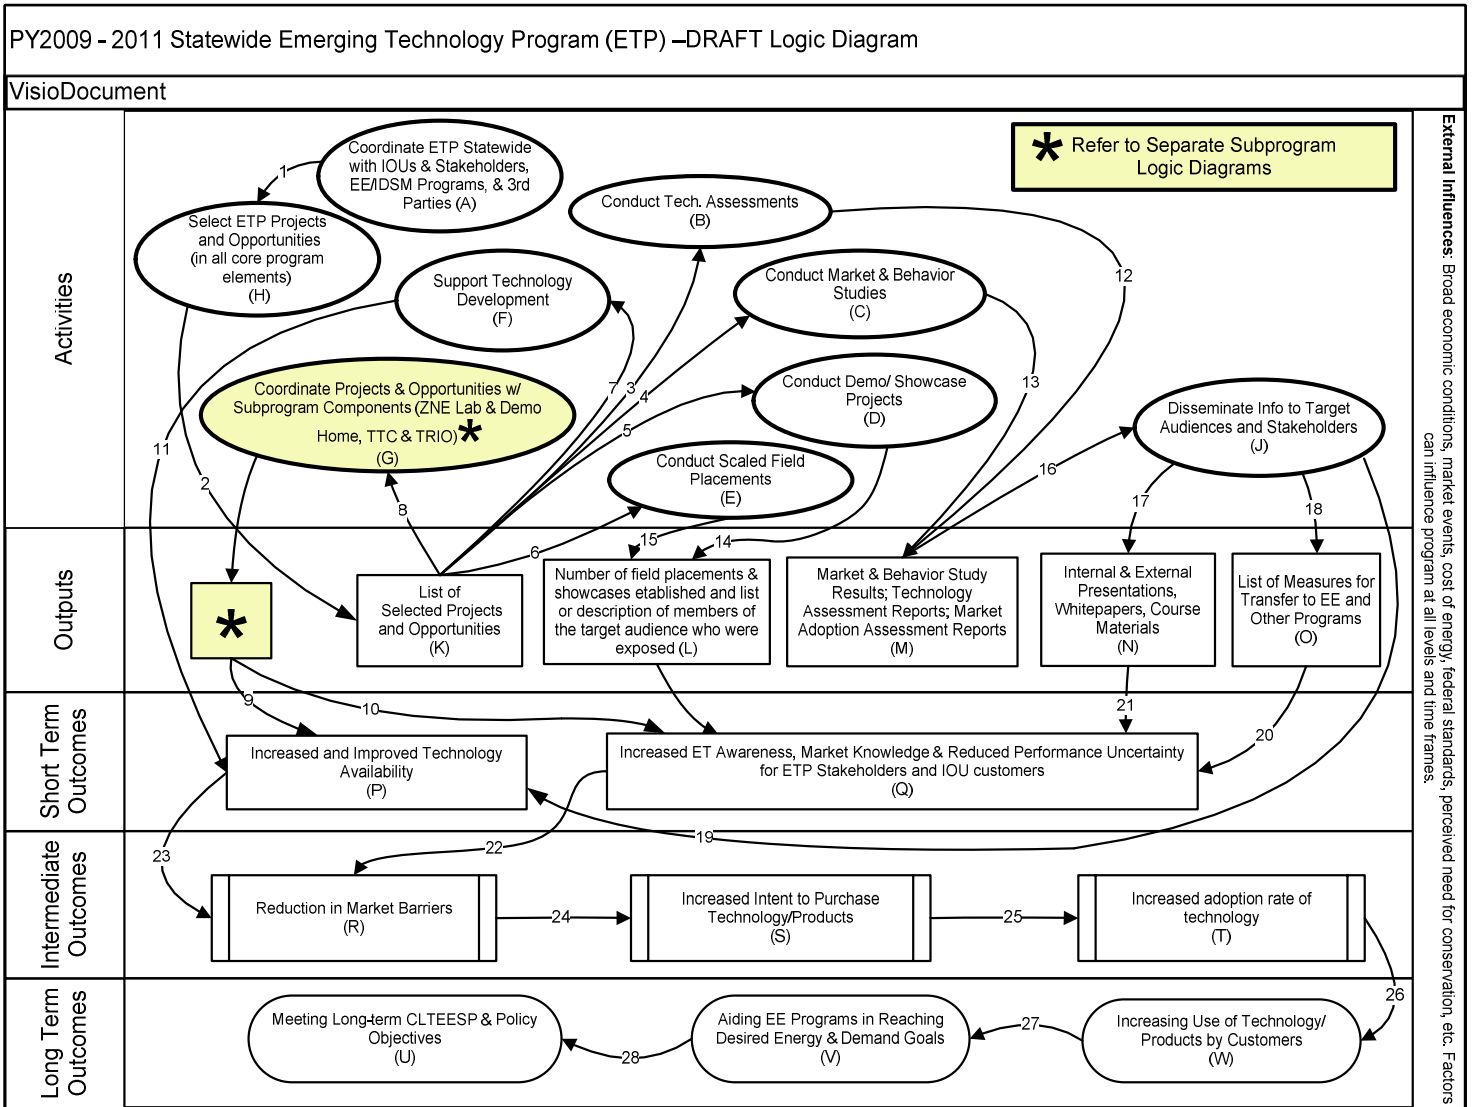 PY2009 - 2011 Statewide Emerging Technology Program (ETP) –DRAFT Logic Diagram
VisioDocument
Activities
Coordinate ETP Statewide
with IOUs & Stakeholders,
EE/IDSM Programs, & 3rd
Parties (A)
1
Select ETP Projects
and Opportunities
(in all core program
elements)
(H)
Conduct Tech. Assessments
(B)
* Refer to Separate Subprogram
Logic Diagrams
Support Technology
Development
(F)
Conduct Market & Behavior
Studies
(C)
12
Coordinate Projects & Opportunities w/
Subprogram Components (ZNE Lab & Demo
Home, TTC & TRIO) *
(G)
7
3
4
5
Conduct Demo/ Showcase
Projects
(D)
13
Disseminate Info to Target
Audiences and Stakeholders
(J)
11
2
8
Conduct Scaled Field
Placements
(E)
16
17
18
Outputs
6
15
14
*
List of
Selected Projects
and Opportunities
(K)
Number of field placements &
showcases etablished and list
or description of members of
the target audience who were
exposed (L)
Market & Behavior Study
Results; Technology
Assessment Reports; Market
Adoption Assessment Reports
(M)
Internal & External
Presentations,
Whitepapers, Course
Materials
(N)
List of Measures for
Transfer to EE and
Other Programs
(O)
Short Term
Outcomes
9
10
21
20
Increased and Improved Technology
Availability
(P)
Increased ET Awareness, Market Knowledge & Reduced Performance Uncertainty
for ETP Stakeholders and IOU customers
(Q)
Intermediate
Outcomes
23
22
19
Reduction in Market Barriers
(R)
24
Increased Intent to Purchase
Technology/Products
(S)
25
Increased adoption rate of
technology
(T)
26
Long Term
Outcomes
Meeting Long-term CLTEESP & Policy
Objectives
(U)
28
Aiding EE Programs in Reaching
Desired Energy & Demand Goals
(V)
27
Increasing Use of Technology/
Products by Customers
(W)
External Influences: Broad economic conditions, market events, cost of energy, federal standards, perceived need for conservation, etc. Factors
can influence program at all levels and time frames.